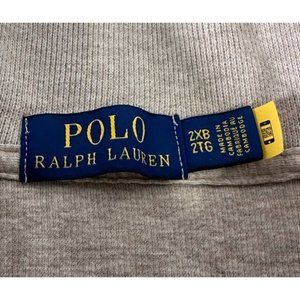 POLO
RALPH LAUREN
2XB
2TG
MADE IN
CAMBODIA
FABRIQUÉ AU
CAMBODGE